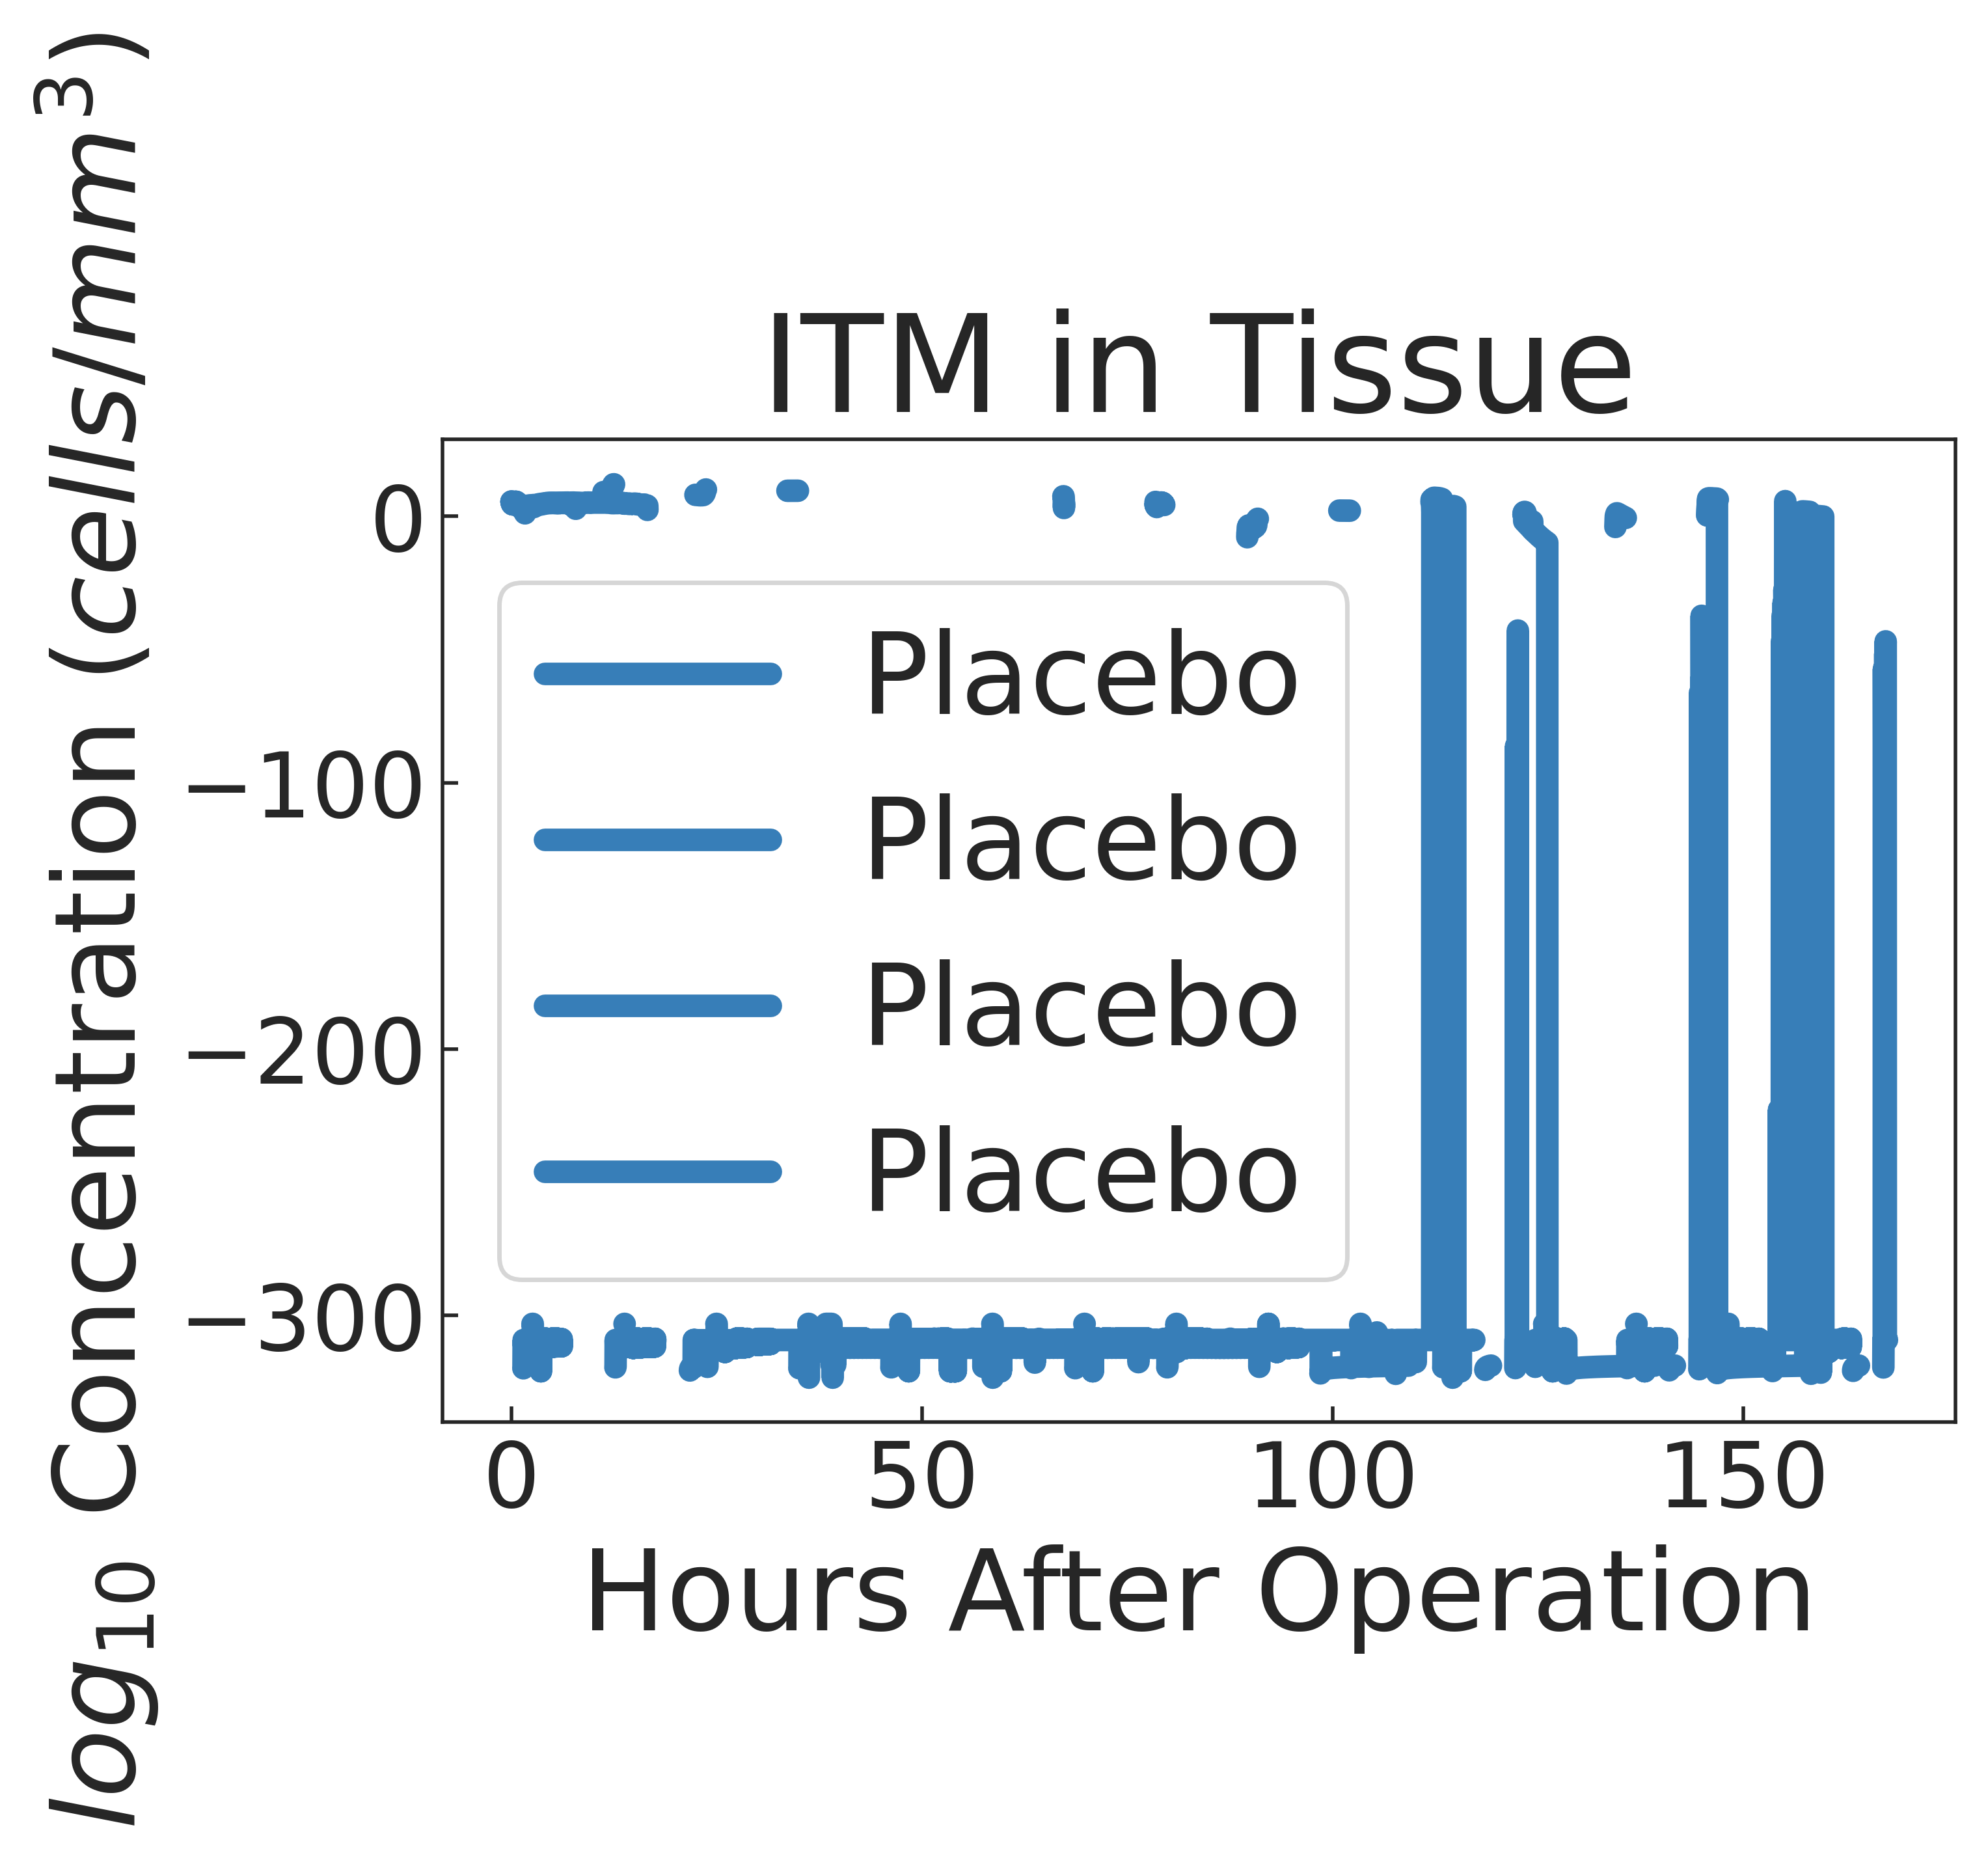 ITM in Tissue
log₁₀ Concentration (cells/mm³)
0
−100
−200
−300
Placebo
Placebo
Placebo
Placebo
0 50 100 150
Hours After Operation